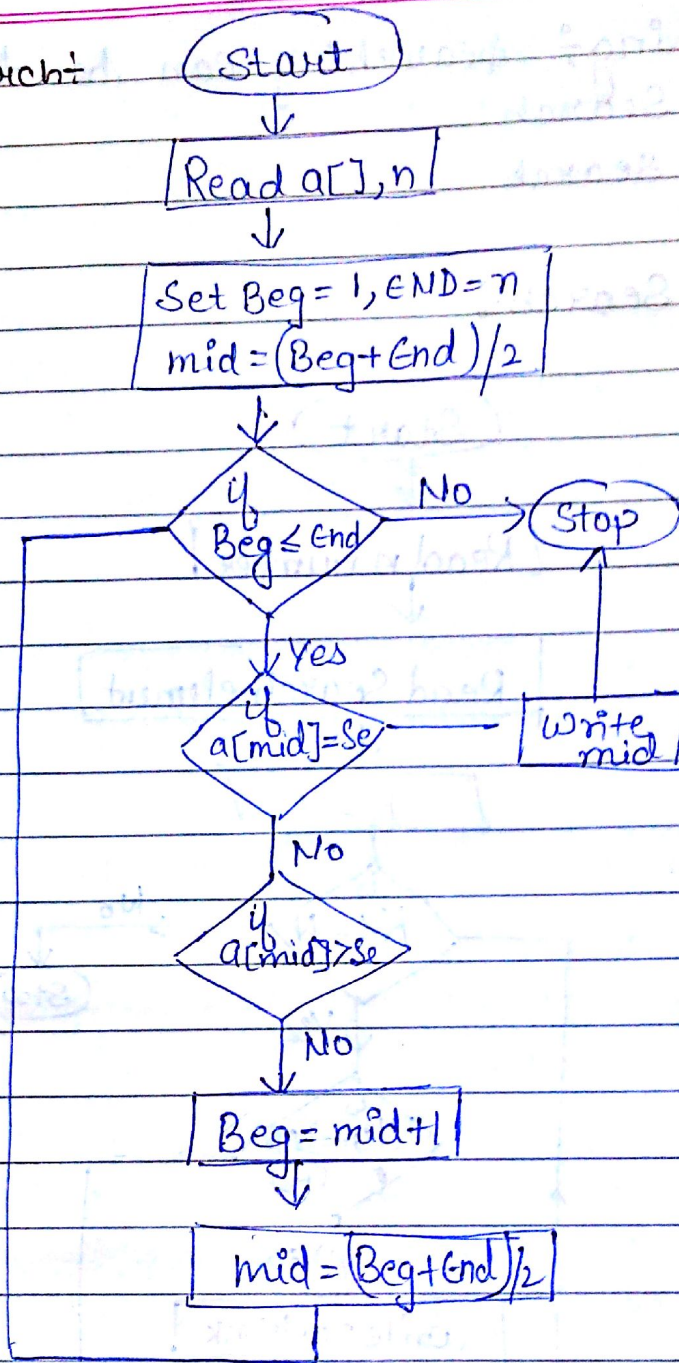 rch:
Start
Read a[], n
Set Beg = 1, END = n
mid = (Beg + End)/2
if
Beg ≤ End
No
Stop
Yes
if
a[mid]=Se
Write
mid
No
if
a[mid]>Se
No
Beg = mid+1
mid = (Beg+End)/2